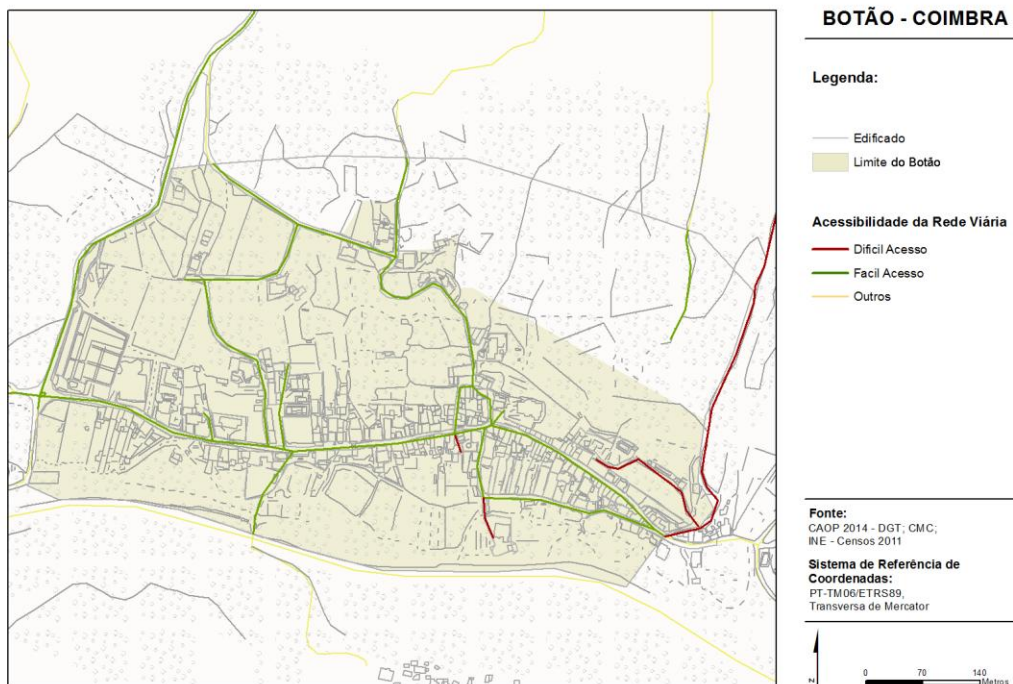 BOTÃO - COIMBRA
Legenda:
Edificado
Limite do Botão
Acessibilidade da Rede Viária
Dificil Acesso
Facil Acesso
Outros
Fonte:
CAOP 2014 - DGT; CMC;
INE - Censos 2011
Sistema de Referência de
Coordenadas:
PT-TM06/ETRS89,
Transversa de Mercator
N
0 70 140
Metros